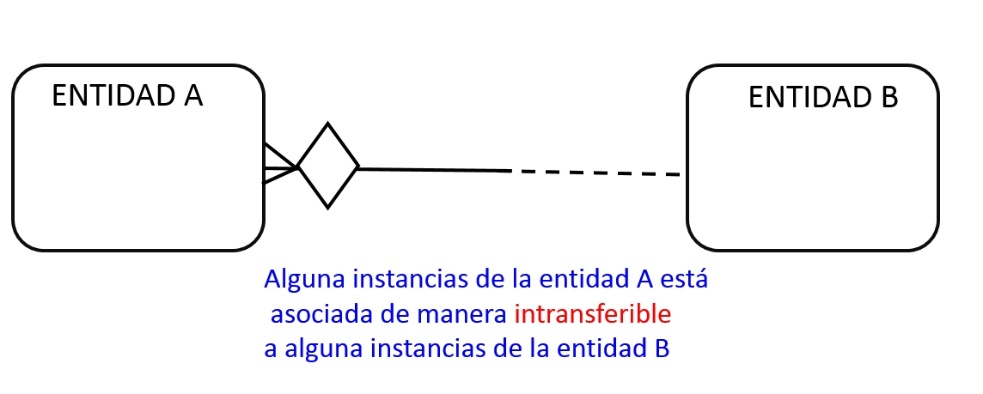 ENTIDAD A
ENTIDAD B
Alguna instancias de la entidad A está
asociada de manera intransferible
a alguna instancias de la entidad B